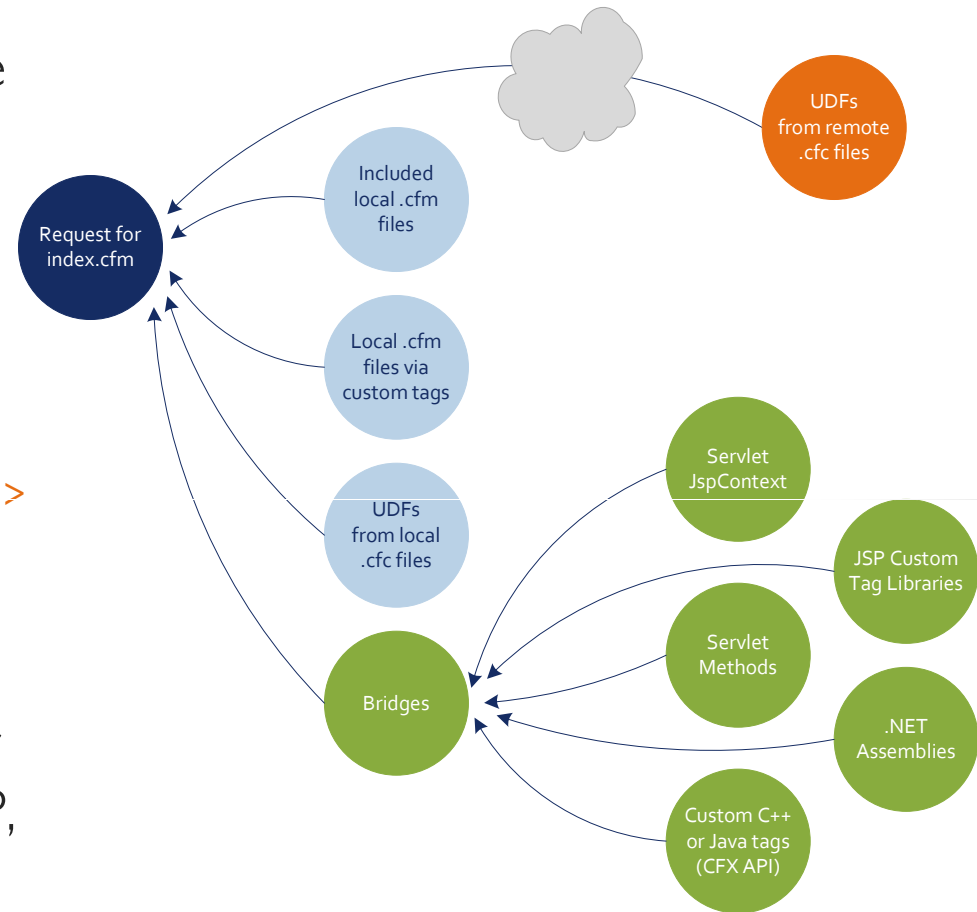 e
UDFs
from remote
.cfc files
Included
local .cfm
files
Request for
index.cfm
Local .cfm
files via
custom tags
>
UDFs
from local
.cfc files
Servlet
JspContext
JSP Custom
Tag Libraries
Servlet
Methods
Bridges
.NET
Assemblies
Custom C++
or Java tags
(CFX API)
,